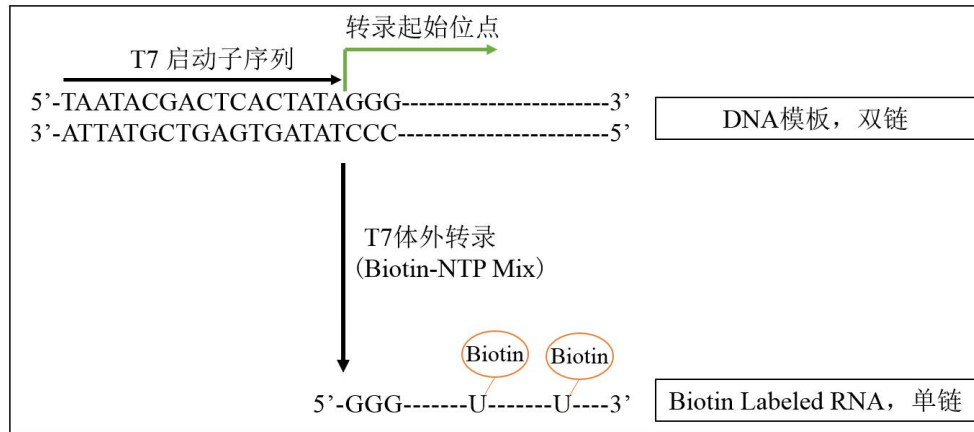 转录起始位点
T7 启动子序列
5’-TAATACGACTCACTATAGGG-----------------------3’
3’-ATTATGCTGAGTGATATCCC-----------------------5’
DNA模板，双链
T7体外转录
（Biotin-NTP Mix）
Biotin Biotin
5’-GGG-------U-------U----3’
Biotin Labeled RNA，单链